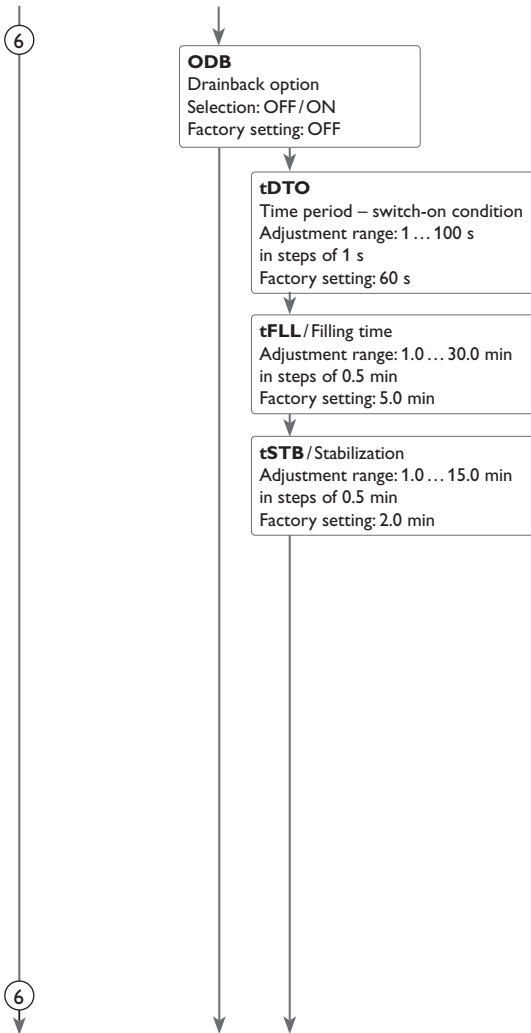 6
ODB
Drainback option
Selection: OFF / ON
Factory setting: OFF
tDTO
Time period – switch-on condition
Adjustment range: 1 … 100 s
in steps of 1 s
Factory setting: 60 s
tFLL / Filling time
Adjustment range: 1.0 … 30.0 min
in steps of 0.5 min
Factory setting: 5.0 min
tSTB / Stabilization
Adjustment range: 1.0 … 15.0 min
in steps of 0.5 min
Factory setting: 2.0 min
6